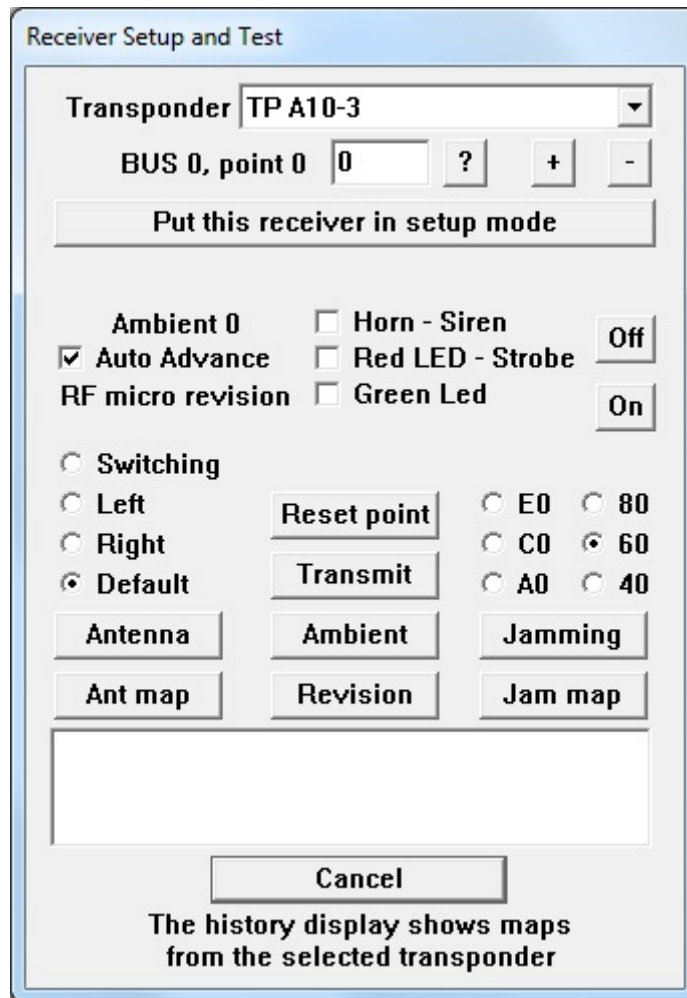 Receiver Setup and Test
Transponder TP A10-3
BUS 0, point 0 0 ? + -
Put this receiver in setup mode
Ambient 0 Horn - Siren Off
Auto Advance Red LED - Strobe
RF micro revision Green Led On
Switching
Left Reset point E0 80
Right C0 60
Default Transmit A0 40
Antenna Ambient Jamming
Ant map Revision Jam map
Cancel
The history display shows maps
from the selected transponder